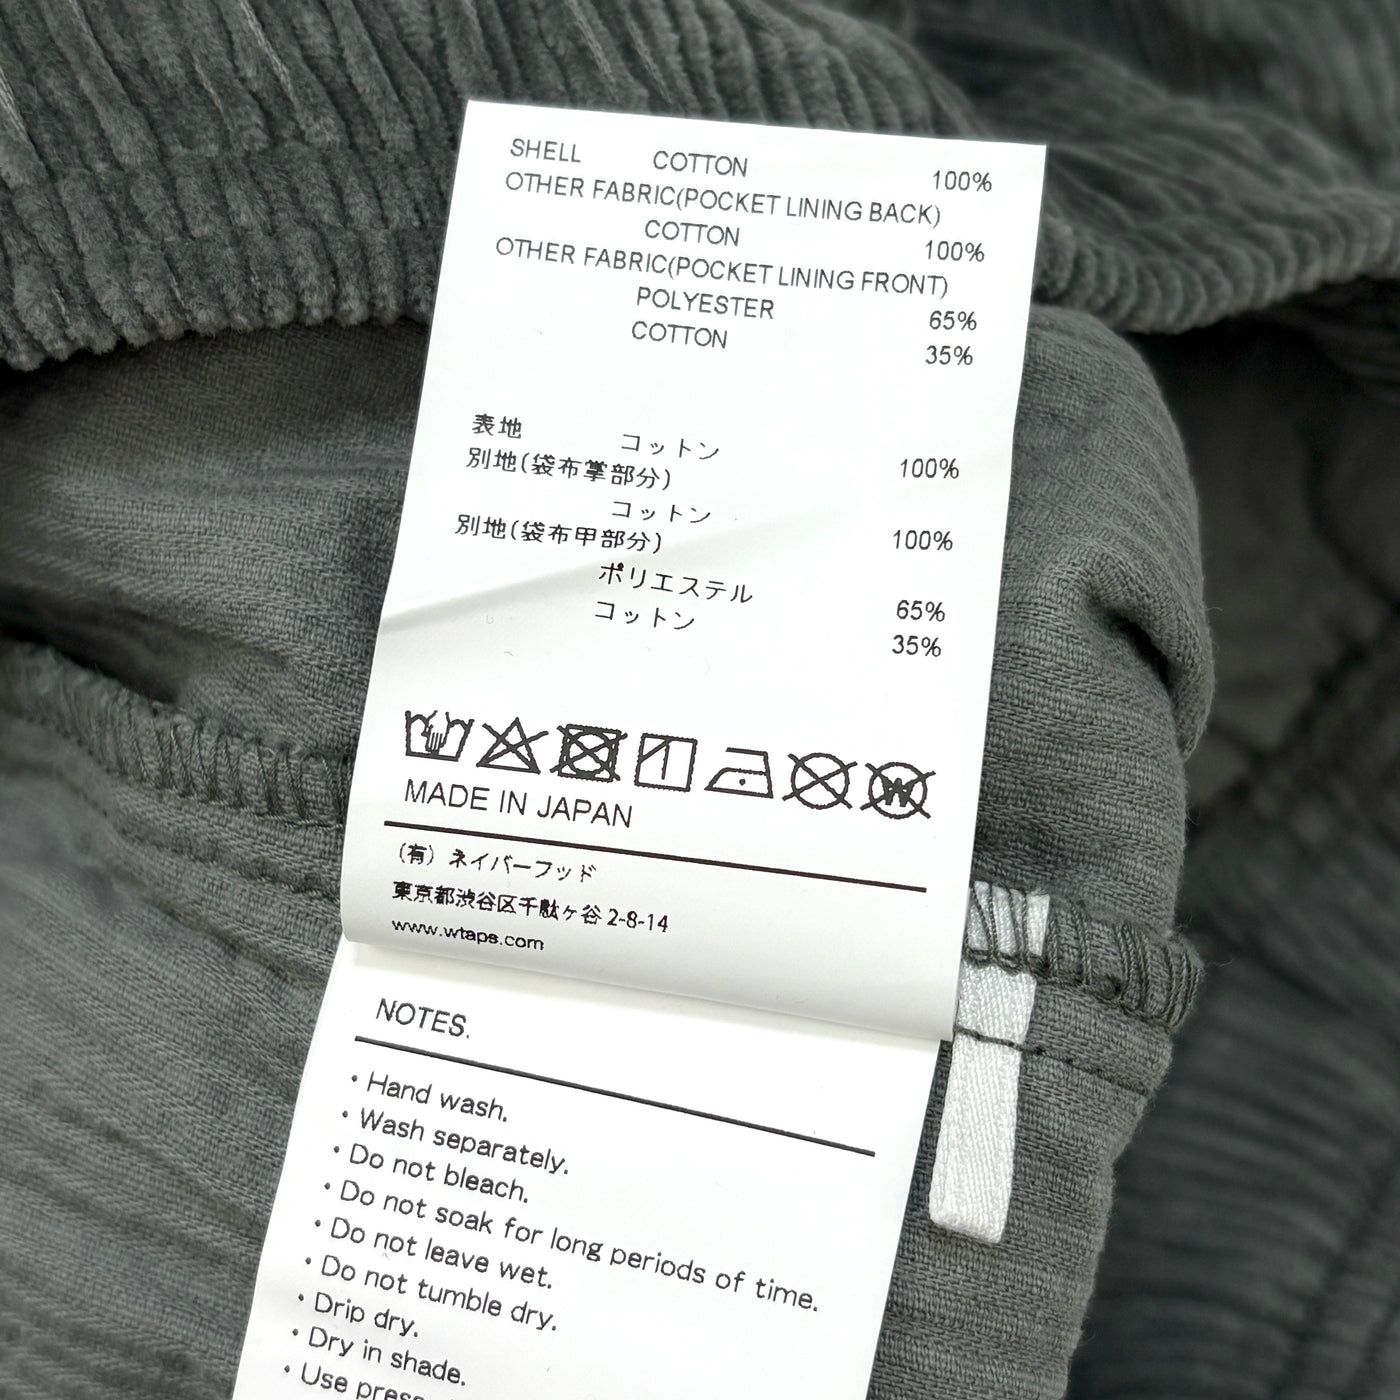 SHELL COTTON 100%
OTHER FABRIC(POCKET LINING BACK)
COTTON 100%
OTHER FABRIC(POCKET LINING FRONT)
POLYESTER 65%
COTTON 35%
表地 コットン 100%
別地(袋布掌部分)
コットン 100%
別地(袋布甲部分)
ポリエステル 65%
コットン 35%
W
MADE IN JAPAN
(有) ネイバーフッド
東京都渋谷区千駄ヶ谷 2-8-14
www.wtaps.com
NOTES.
・Hand wash.
・Wash separately.
・Do not bleach.
・Do not soak for long periods of time.
・Do not leave wet.
・Do not tumble dry.
・Drip dry.
・Dry in shade.
・Use